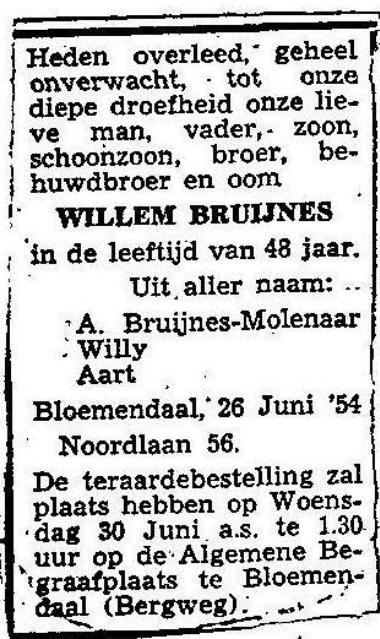 Heden overleed, geheel
onverwacht, tot onze
diepe droefheid onze lie-
ve man, vader, zoon,
schoonzoon, broer, be-
huwdbroer en oom
WILLEM BRUIJNES
in de leeftijd van 48 jaar.
Uit aller naam:
A. Bruijnes-Molenaar
Willy
Aart
Bloemendaal, 26 Juni '54
Noordlaan 56.
De teraardebestelling zal
plaats hebben op Woens-
dag 30 Juni a.s. te 1.30
uur op de Algemene Be-
graafplaats te Bloemen-
daal (Bergweg).